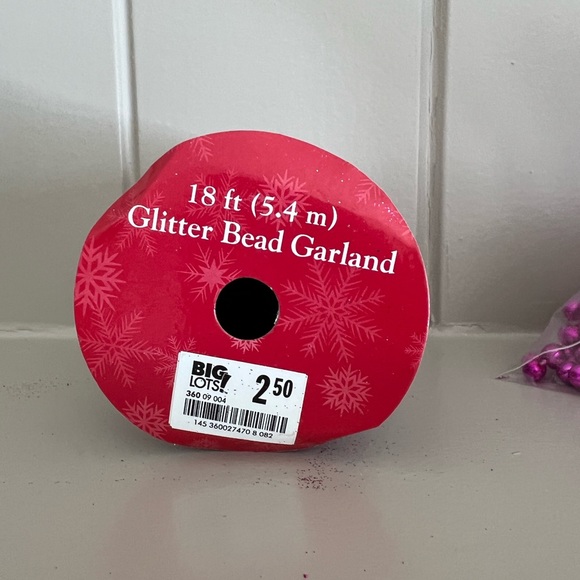 18 ft (5.4 m)
Glitter Bead Garland
BIG
LOTS! 2.50
360 09 004
145 360027470 8 082